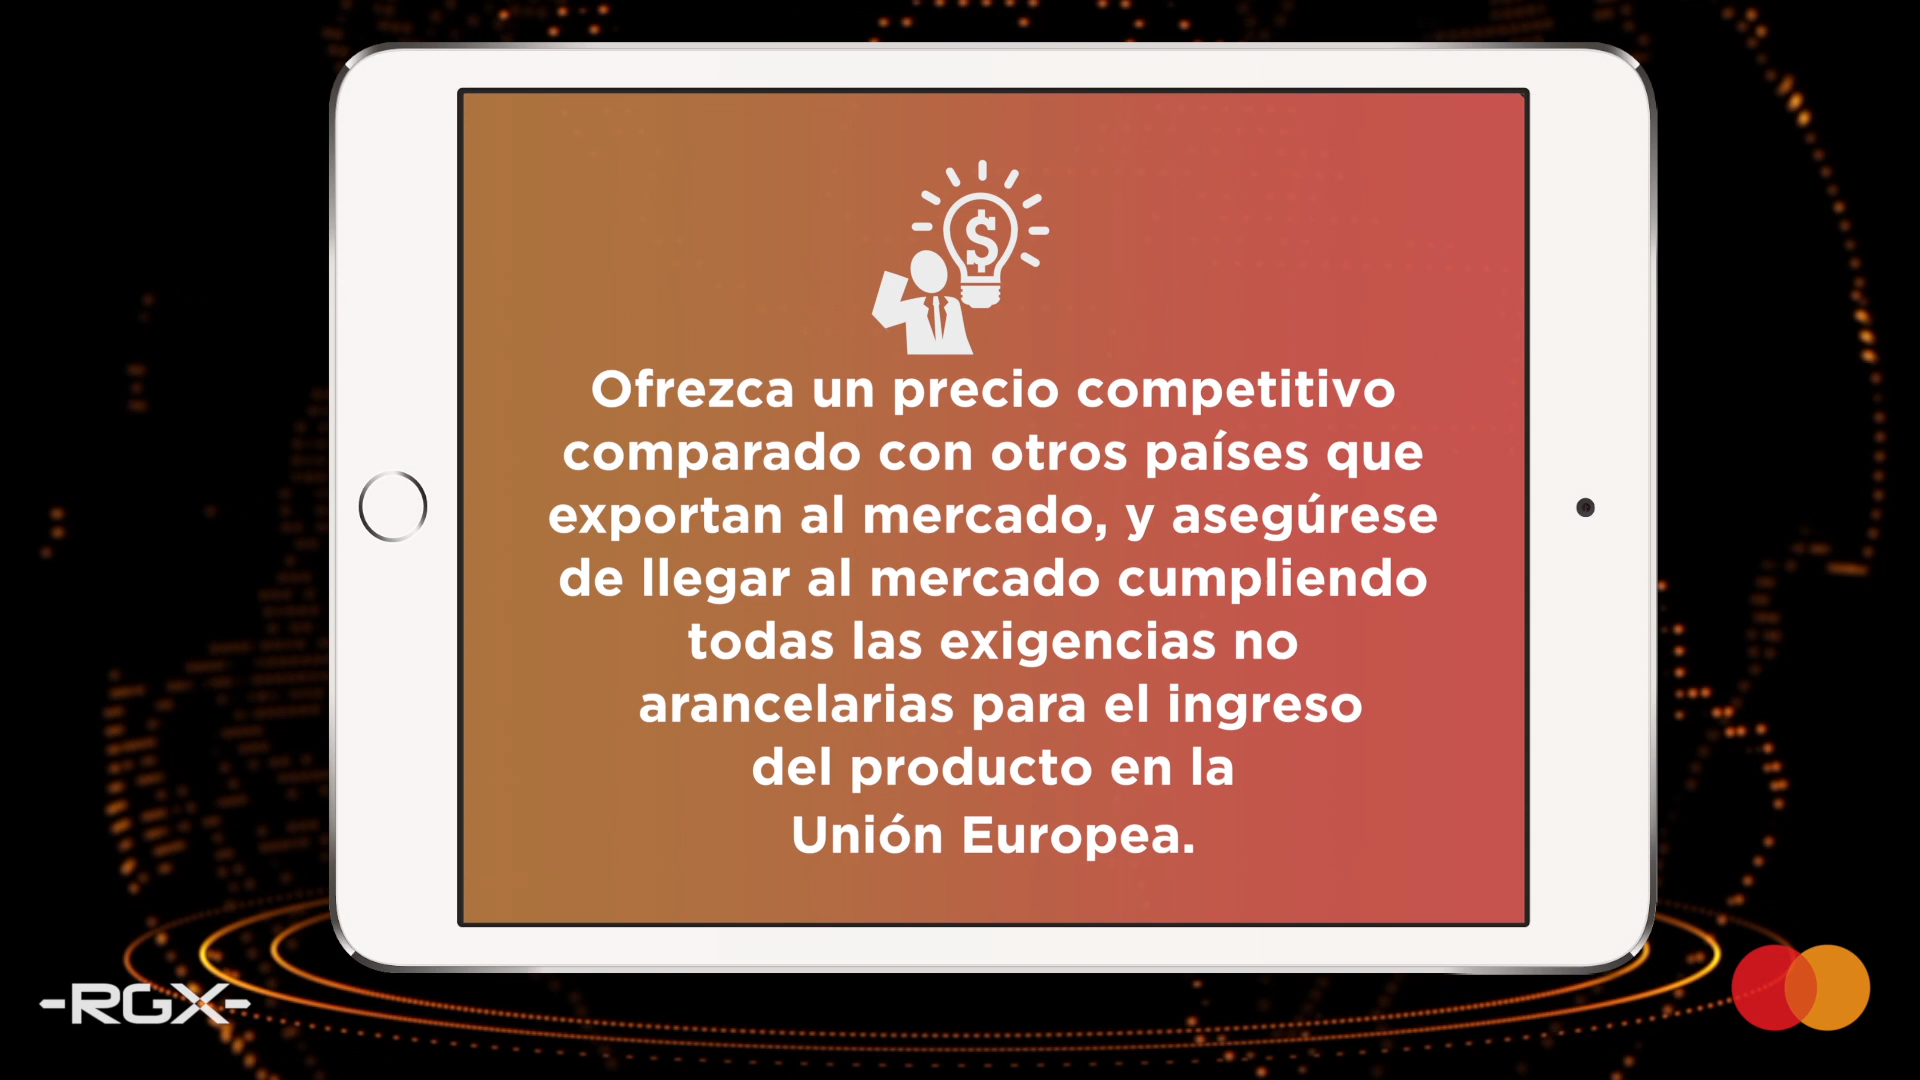 $
Ofrezca un precio competitivo
comparado con otros países que
exportan al mercado, y asegúrese
de llegar al mercado cumpliendo
todas las exigencias no
arancelarias para el ingreso
del producto en la
Unión Europea.
-RGX-